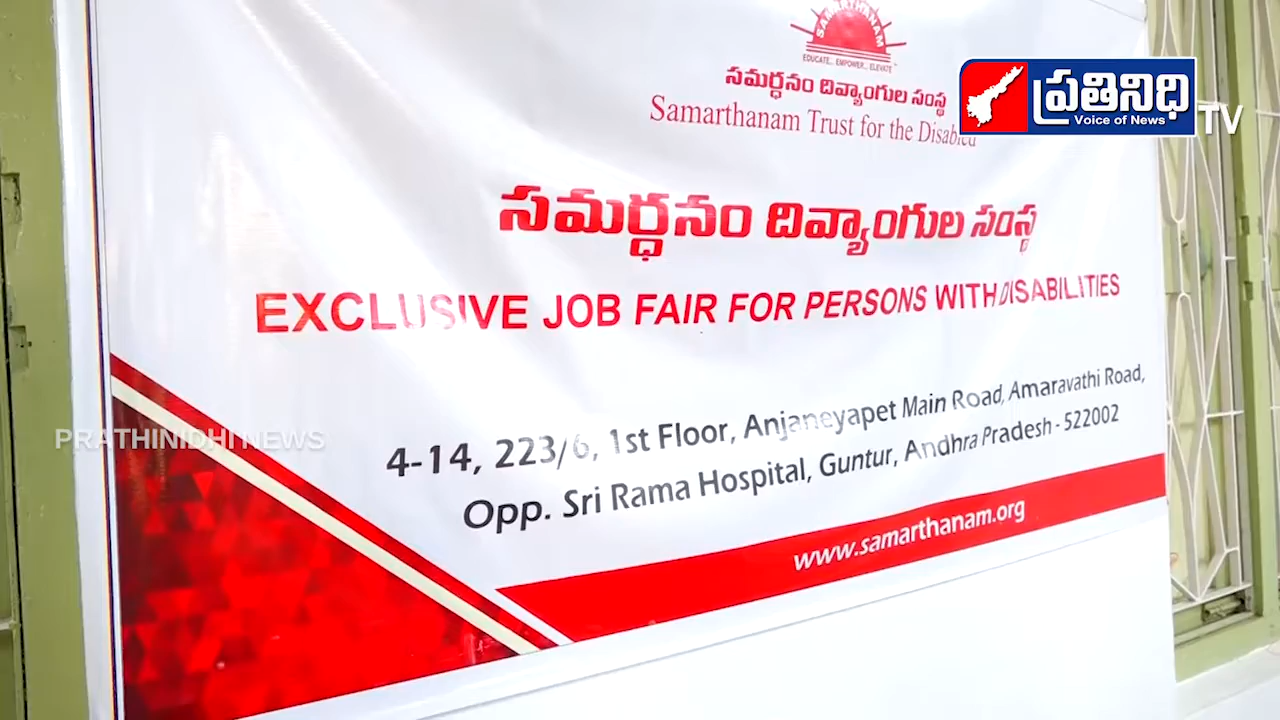 SAMARTHANAM
EDUCATE... EMPOWER... ELEVATE
సమర్ధనం దివ్యాంగుల సంస్థ
Samarthanam Trust for the Disabled
ప్రతినిధి
Voice of News
TV
సమర్ధనం దివ్యాంగుల సంస్థ
EXCLUSIVE JOB FAIR FOR PERSONS WITH DISABILITIES
4-14, 223/6, 1st Floor, Anjaneyapet Main Road, Amaravathi Road,
Opp. Sri Rama Hospital, Guntur, Andhra Pradesh - 522002
PRATHINIDHI NEWS
www.samarthanam.org